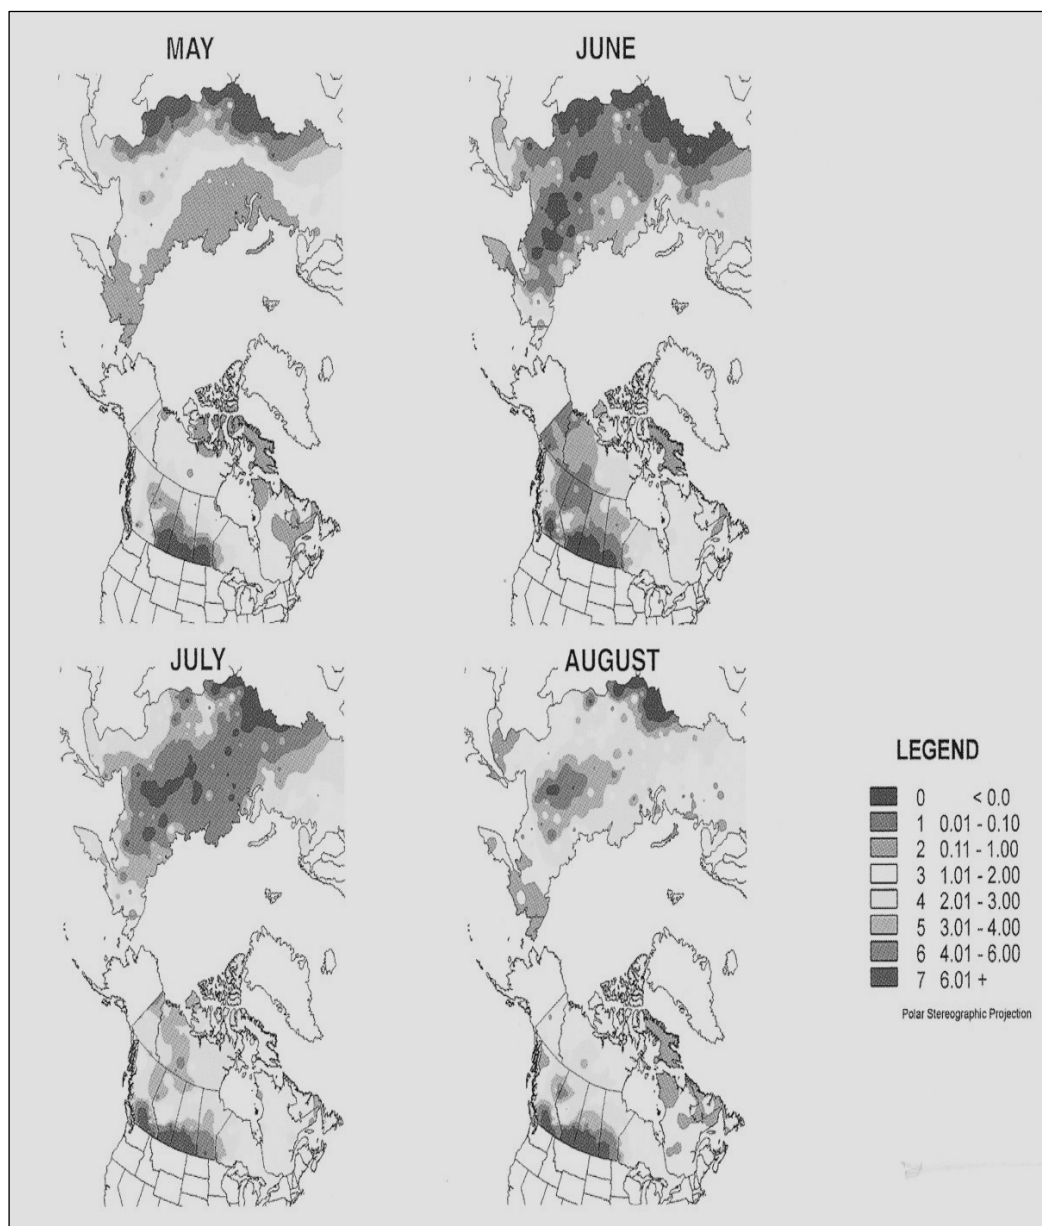 MAY
JUNE
JULY
AUGUST
LEGEND
0 < 0.0
1 0.01 - 0.10
2 0.11 - 1.00
3 1.01 - 2.00
4 2.01 - 3.00
5 3.01 - 4.00
6 4.01 - 6.00
7 6.01 +
Polar Stereographic Projection